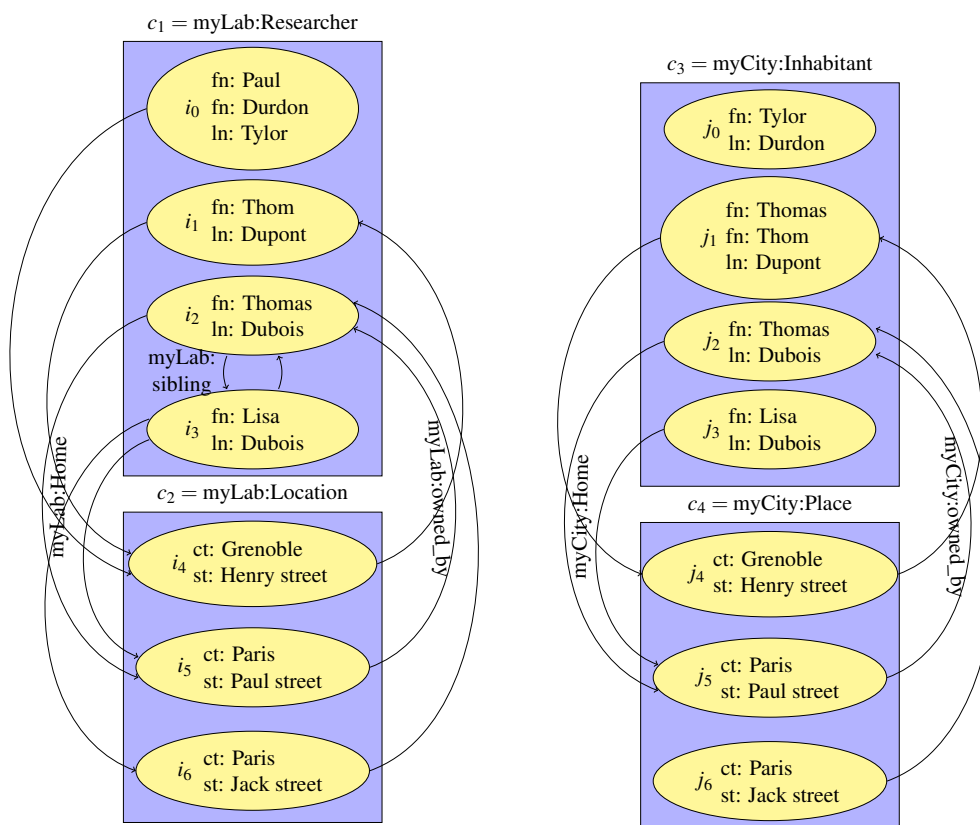 c₁ = myLab:Researcher
fn: Paul
i₀ fn: Durdon
ln: Tylor
i₁ fn: Thom
ln: Dupont
i₂ fn: Thomas
ln: Dubois
myLab:
sibling
i₃ fn: Lisa
ln: Dubois
myLab:Home
myLab:owned_by
c₂ = myLab:Location
i₄ ct: Grenoble
st: Henry street
i₅ ct: Paris
st: Paul street
i₆ ct: Paris
st: Jack street
c₃ = myCity:Inhabitant
j₀ fn: Tylor
ln: Durdon
fn: Thomas
j₁ fn: Thom
ln: Dupont
j₂ fn: Thomas
ln: Dubois
j₃ fn: Lisa
ln: Dubois
myCity:Home
myCity:owned_by
c₄ = myCity:Place
j₄ ct: Grenoble
st: Henry street
j₅ ct: Paris
st: Paul street
j₆ ct: Paris
st: Jack street